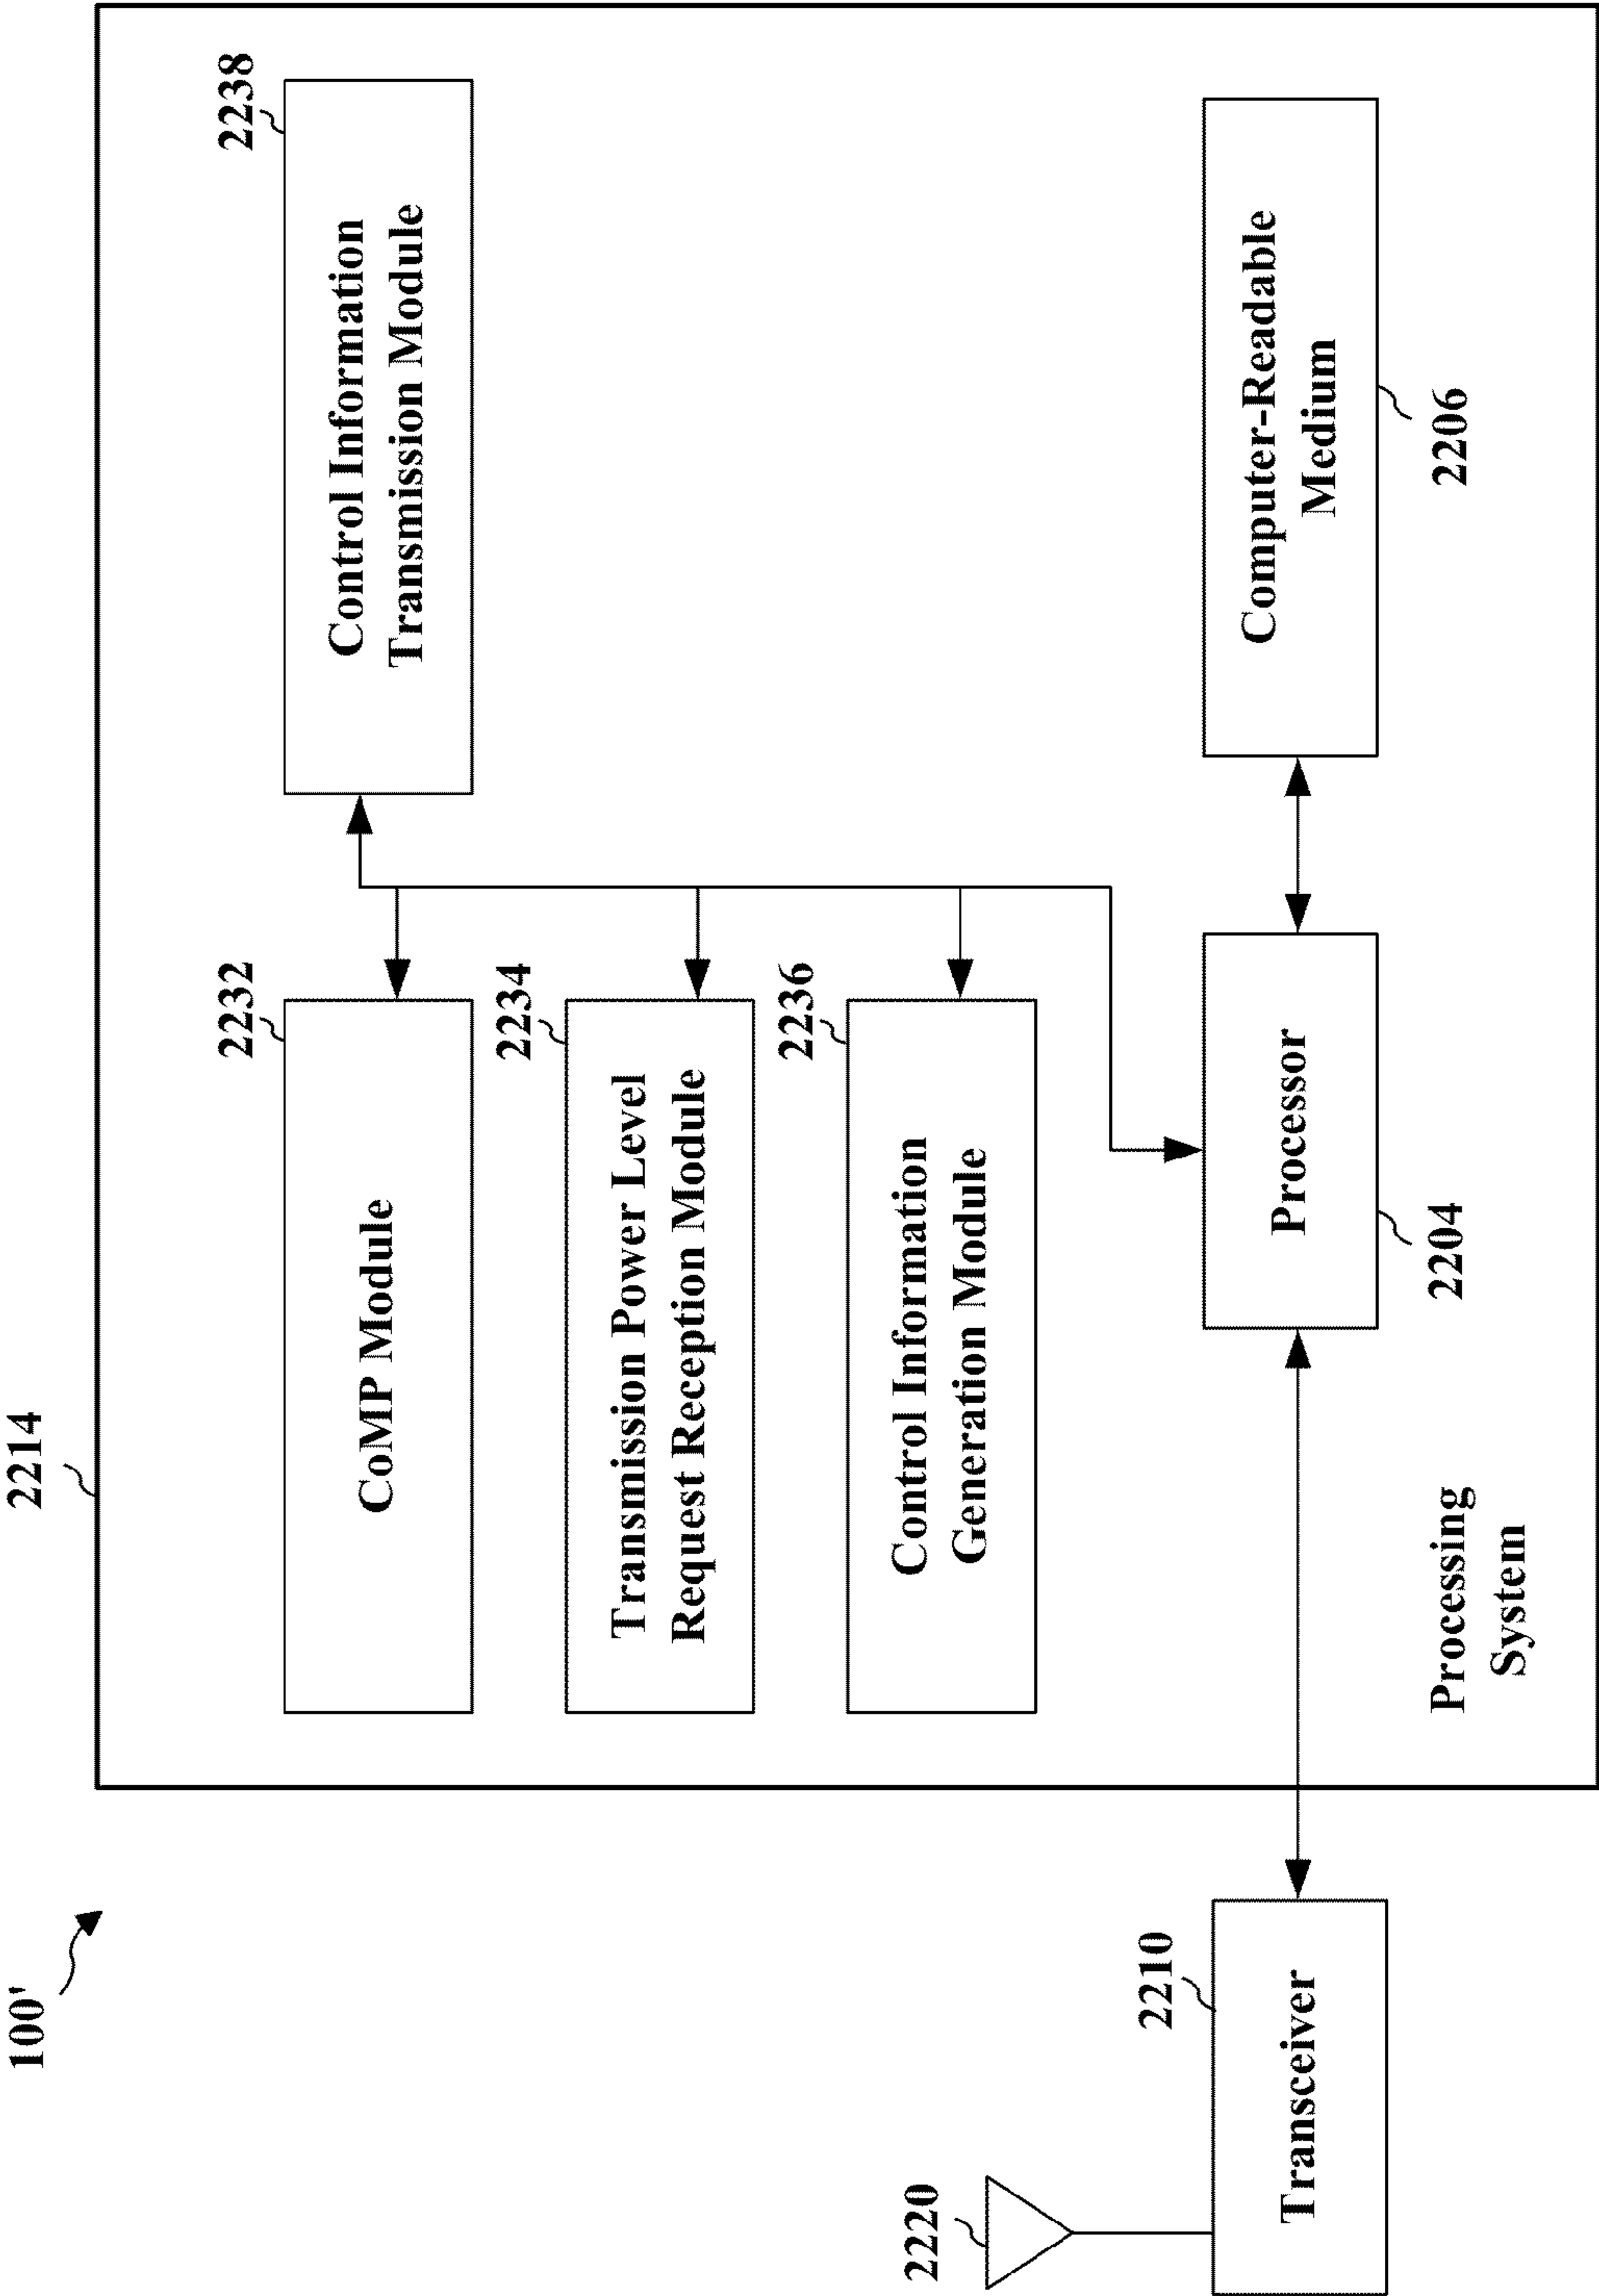 100'
2214
2232
CoMP Module
2238
Control Information
Transmission Module
2234
Transmission Power Level
Request Reception Module
2236
Control Information
Generation Module
2220
2210
Transceiver
Processor
2204
Computer-Readable
Medium
2206
Processing
System